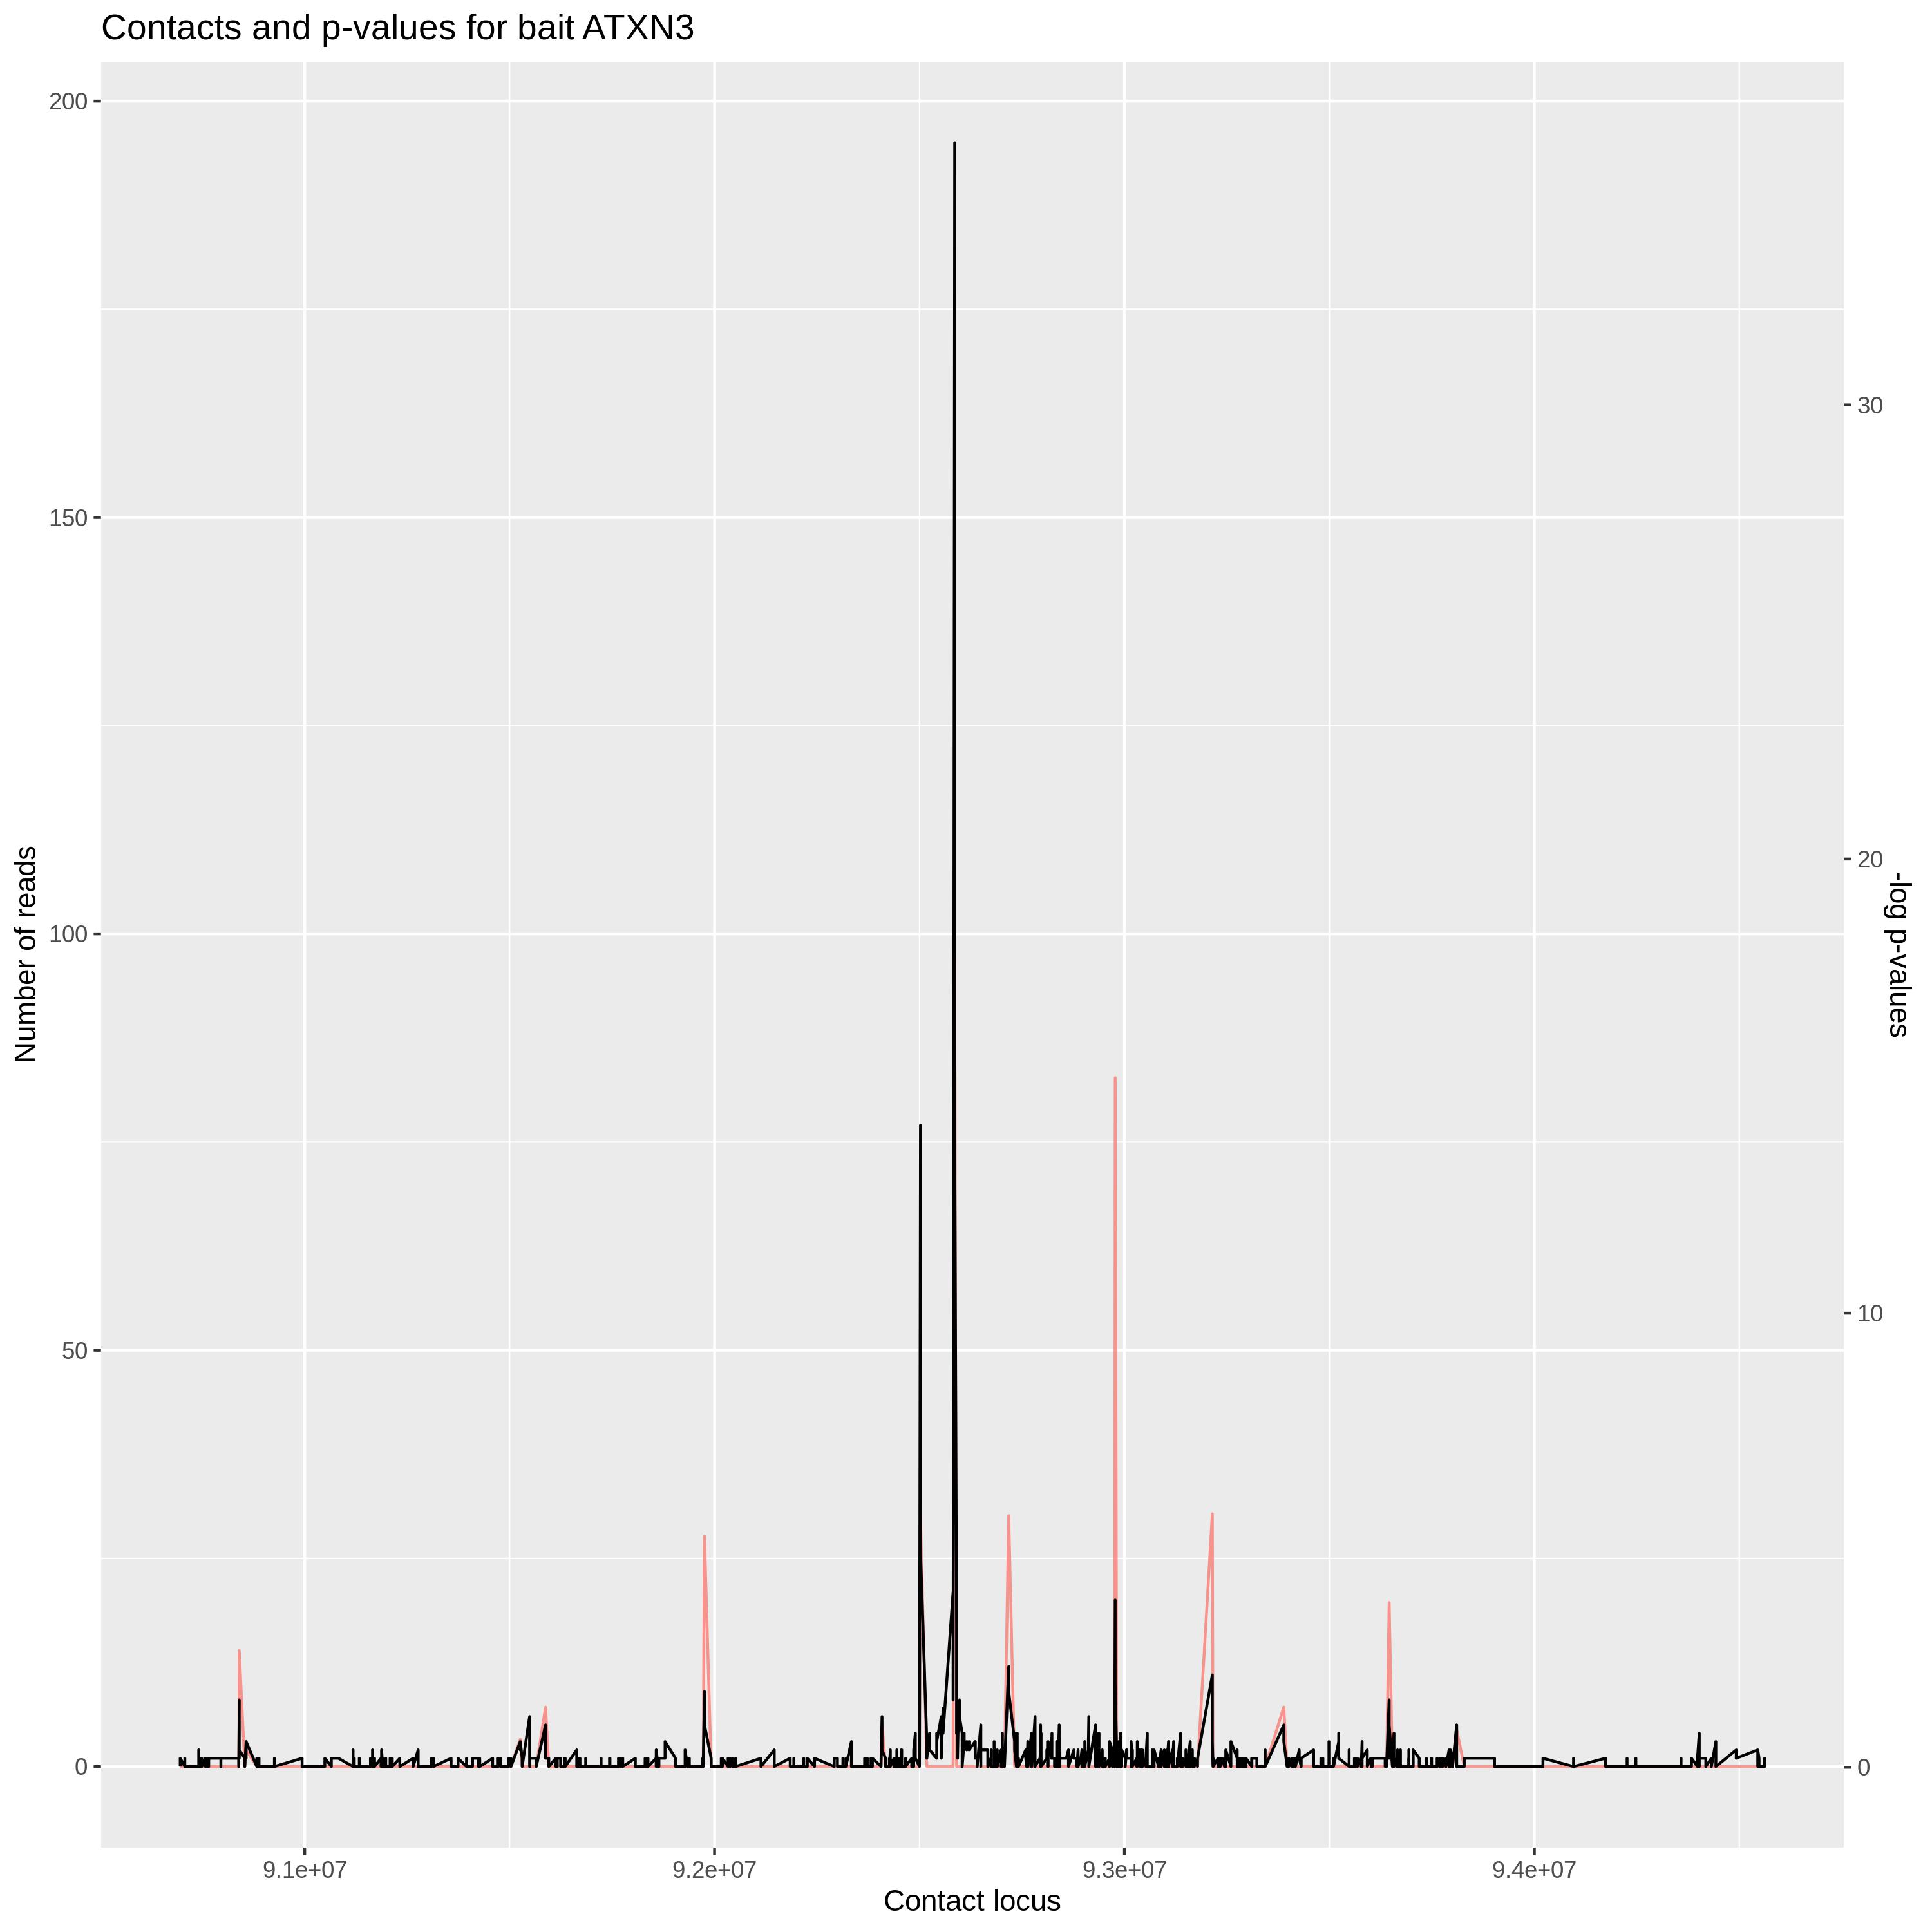 Contacts and p-values for bait ATXN3
200
150
100
50
0
30
20
10
0
Number of reads
-log p-values
9.1e+07
9.2e+07
9.3e+07
9.4e+07
Contact locus